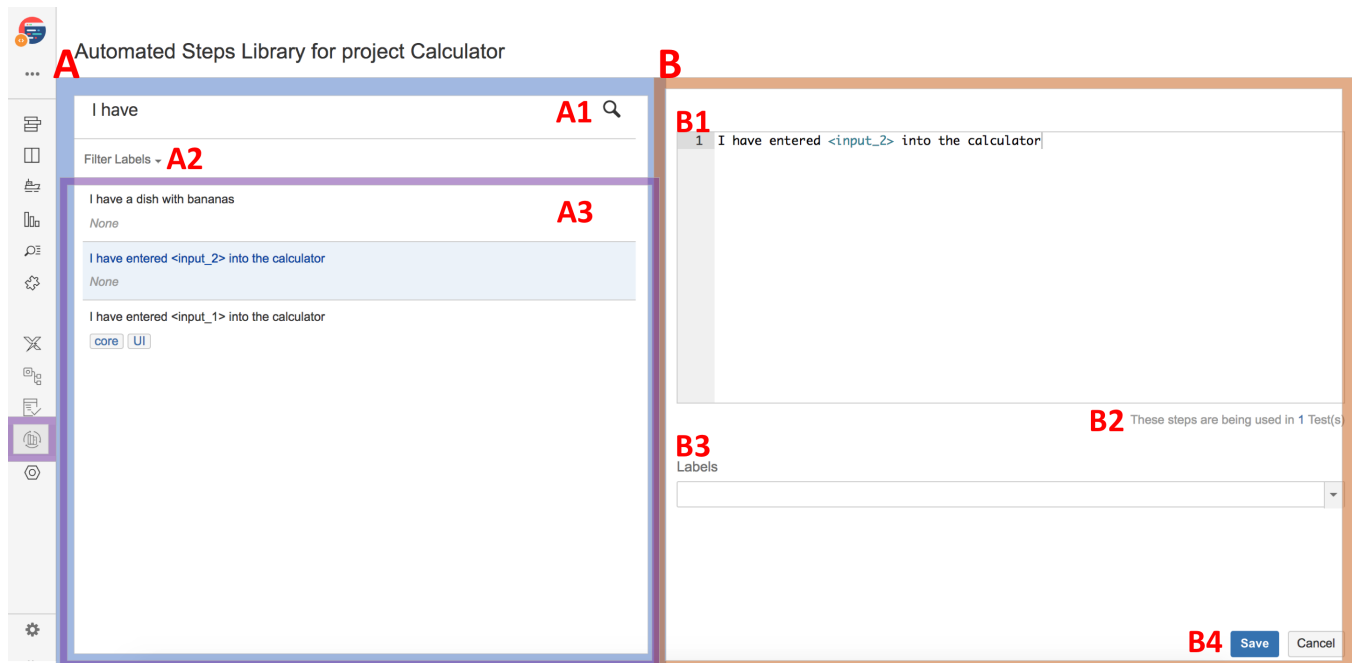 Automated Steps Library for project Calculator
A
B
I have
A1
Filter Labels
A2
A3
I have a dish with bananas
None
I have entered <input_2> into the calculator
None
I have entered <input_1> into the calculator
core UI
B1
1 I have entered <input_2> into the calculator
B2 These steps are being used in 1 Test(s)
B3
Labels
B4 Save Cancel